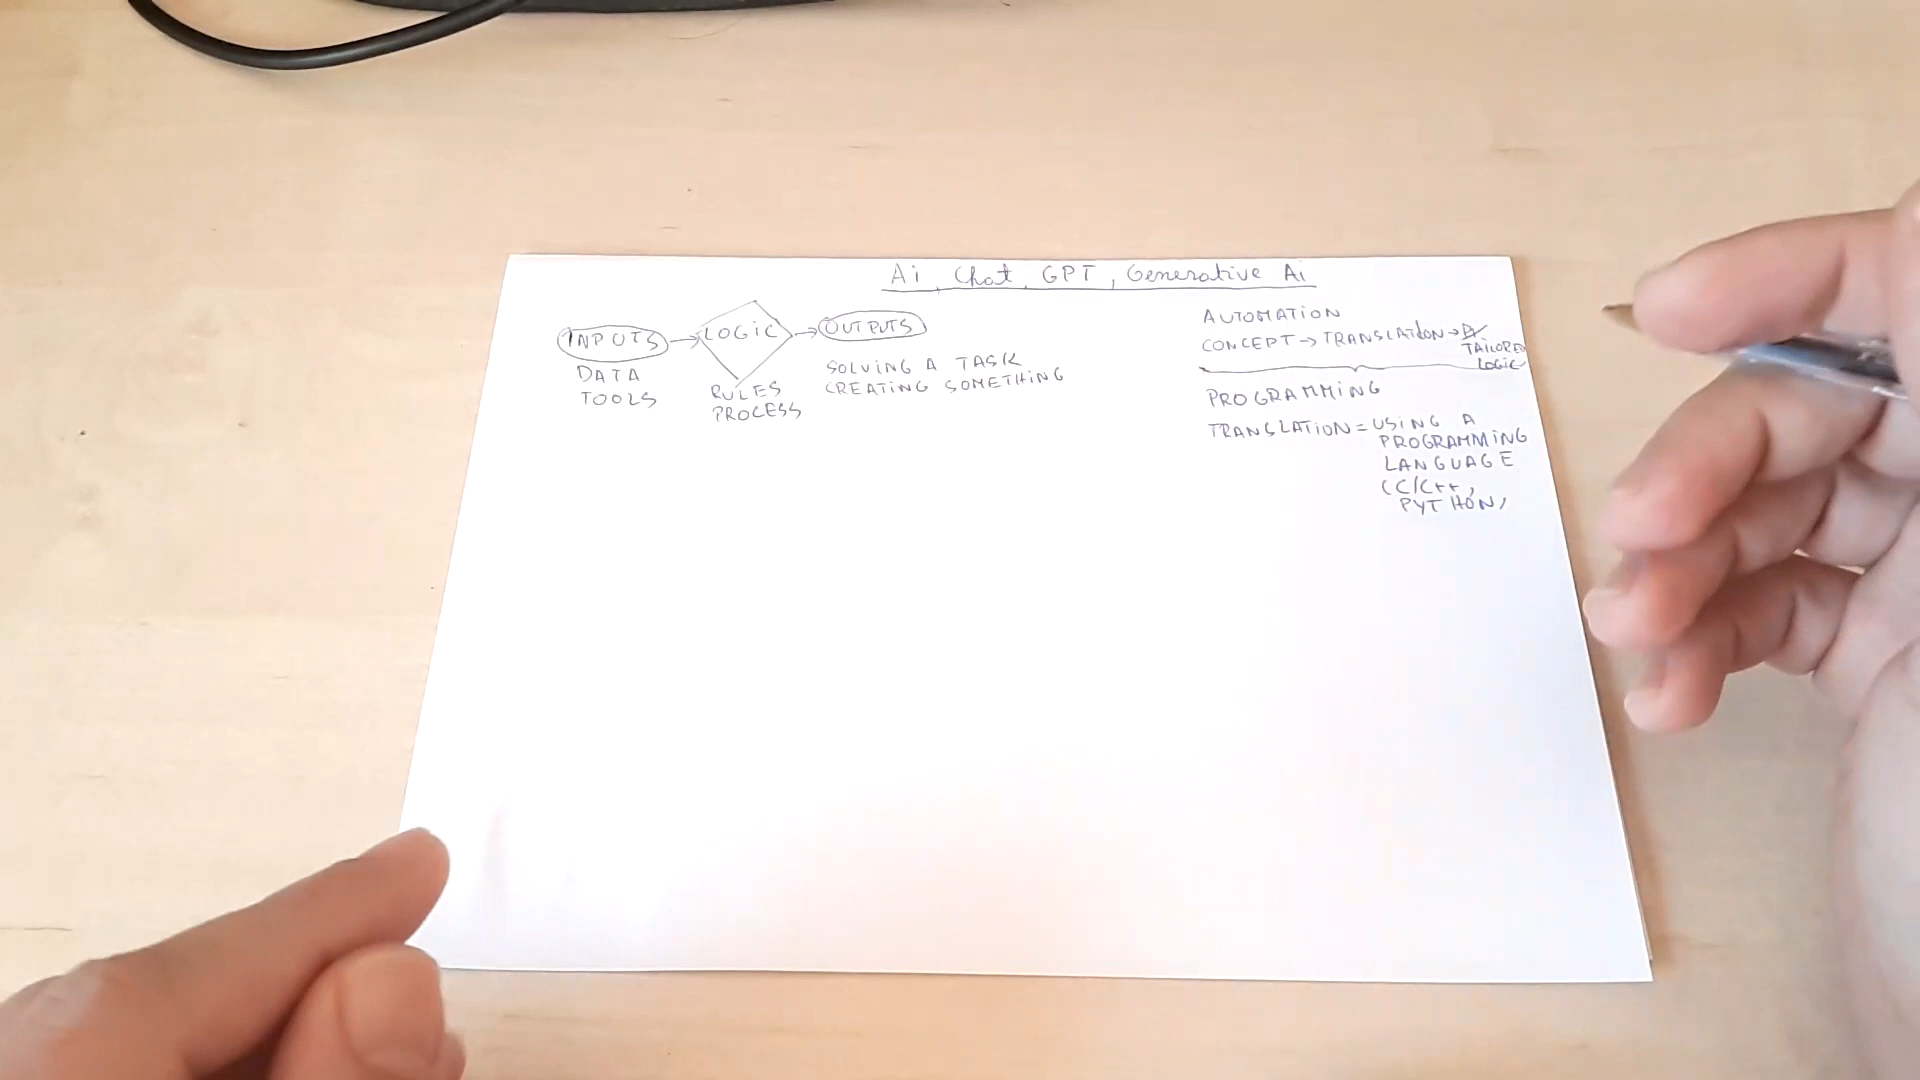 Ai, Chat, GPT, Generative Ai
INPUTS → LOGIC → OUTPUTS
DATA
TOOLS
RULES
PROCESS
SOLVING A TASK
CREATING SOMETHING
AUTOMATION
CONCEPT → TRANSLATION →
TAILORED
LOGIC
PROGRAMMING
TRANSLATION = USING A
PROGRAMMING
LANGUAGE
(C/C++,
PYTHON,